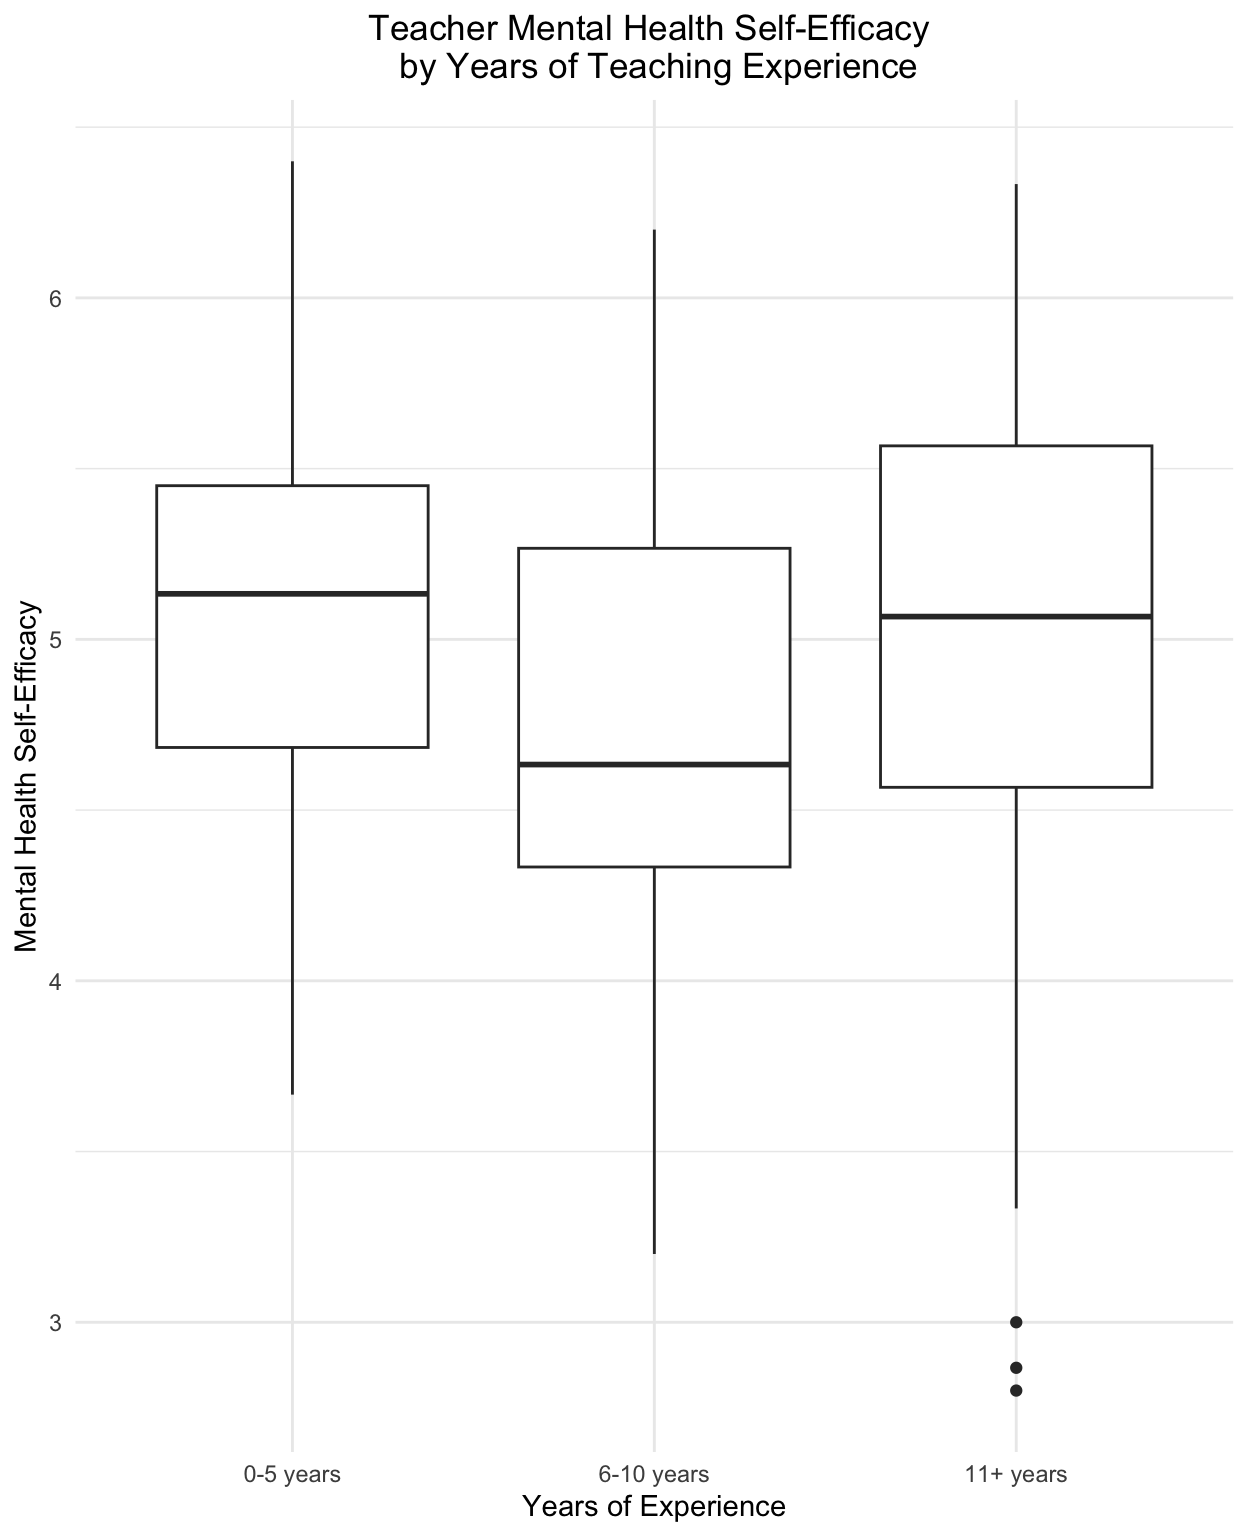 Teacher Mental Health Self-Efficacy
by Years of Teaching Experience
Mental Health Self-Efficacy
6
5
4
3
0-5 years
6-10 years
11+ years
Years of Experience